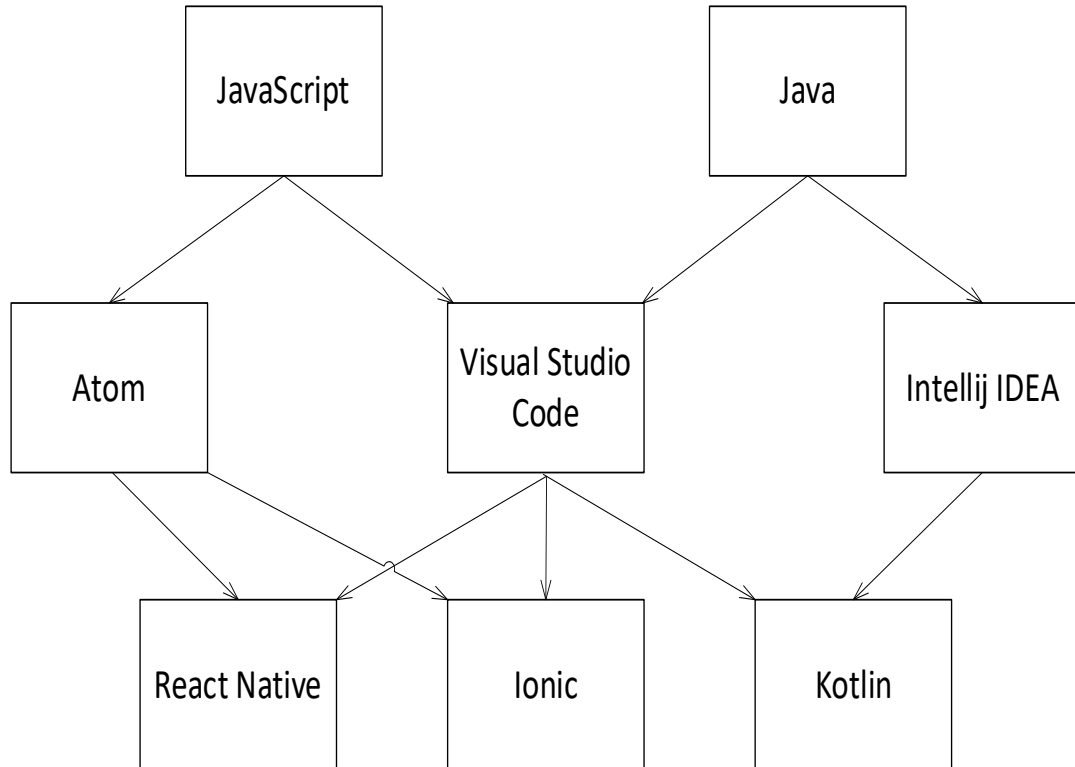 JavaScript
Java
Atom
Visual Studio
Code
Intellij IDEA
React Native
Ionic
Kotlin